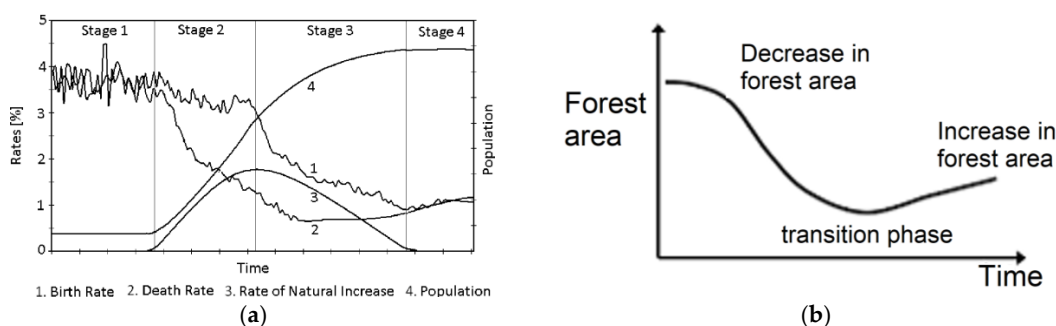 Stage 1
Stage 2
Stage 3
Stage 4
5
4
3
2
1
0
Rates [%]
Population
4
1
3
2
Time
1. Birth Rate 2. Death Rate 3. Rate of Natural Increase 4. Population
(a)
Forest
area
Decrease in
forest area
Increase in
forest area
transition phase
Time
(b)